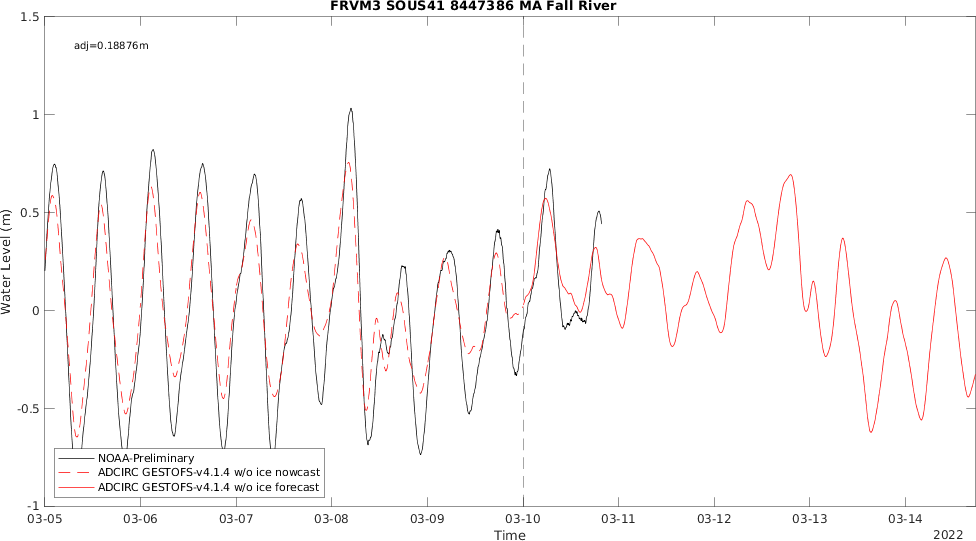 FRVM3 SOUS41 8447386 MA Fall River
adj=0.18876m
Water Level (m)
1.5
1
0.5
0
-0.5
-1
NOAA-Preliminary
ADCIRC GESTOFS-v4.1.4 w/o ice nowcast
ADCIRC GESTOFS-v4.1.4 w/o ice forecast
03-05 03-06 03-07 03-08 03-09 03-10 03-11 03-12 03-13 03-14
Time
2022